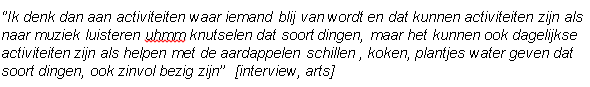 “Ik denk dan aan activiteiten waar iemand blij van wordt en dat kunnen activiteiten zijn als
naar muziek luisteren uhmm knutselen dat soort dingen, maar het kunnen ook dagelijkse
activiteiten zijn als helpen met de aardappelen schillen , koken, plantjes water geven dat
soort dingen, ook zinvol bezig zijn” [interview, arts]